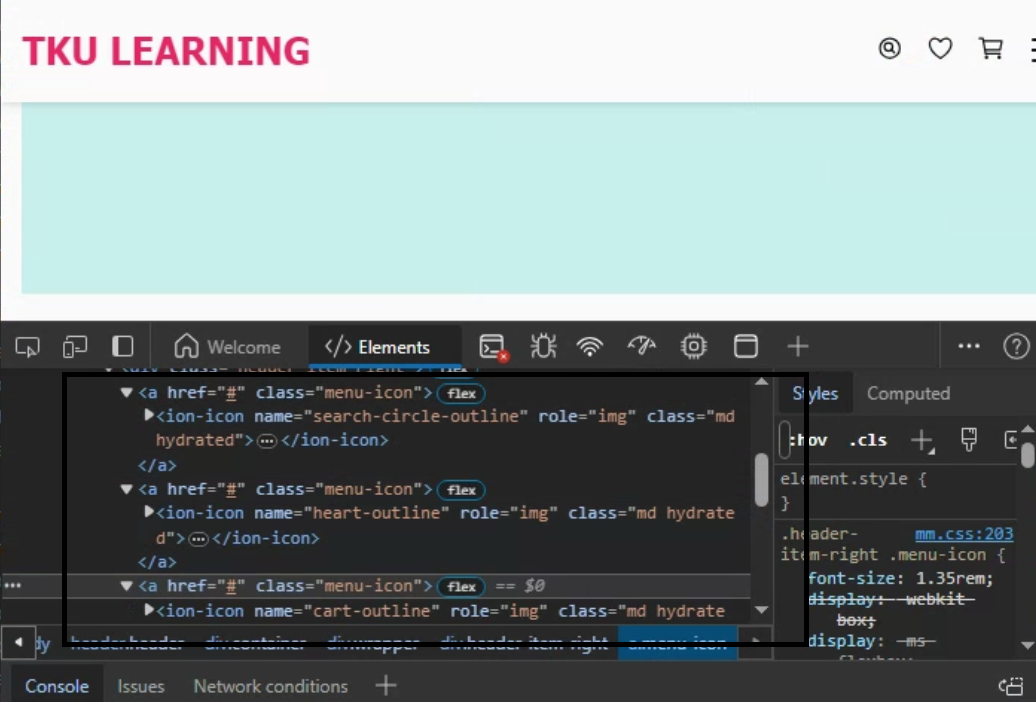 TKU LEARNING
Welcome
</> Elements
▼<a href="#" class="menu-icon"> flex
▶<ion-icon name="search-circle-outline" role="img" class="md
hydrated">⋯</ion-icon>
</a>
▼<a href="#" class="menu-icon"> flex
▶<ion-icon name="heart-outline" role="img" class="md hydrate
d">⋯</ion-icon>
</a>
▼<a href="#" class="menu-icon"> flex == $0
▶<ion-icon name="cart-outline" role="img" class="md hydrate
dy header.header div.container div.wrapper div.header-item-right a.menu-icon
Styles Computed
:hov .cls
element.style {
}
.header- mm.css:203
item-right .menu-icon {
font-size: 1.35rem;
display: -webkit-
box;
display: -ms-
Console Issues Network conditions